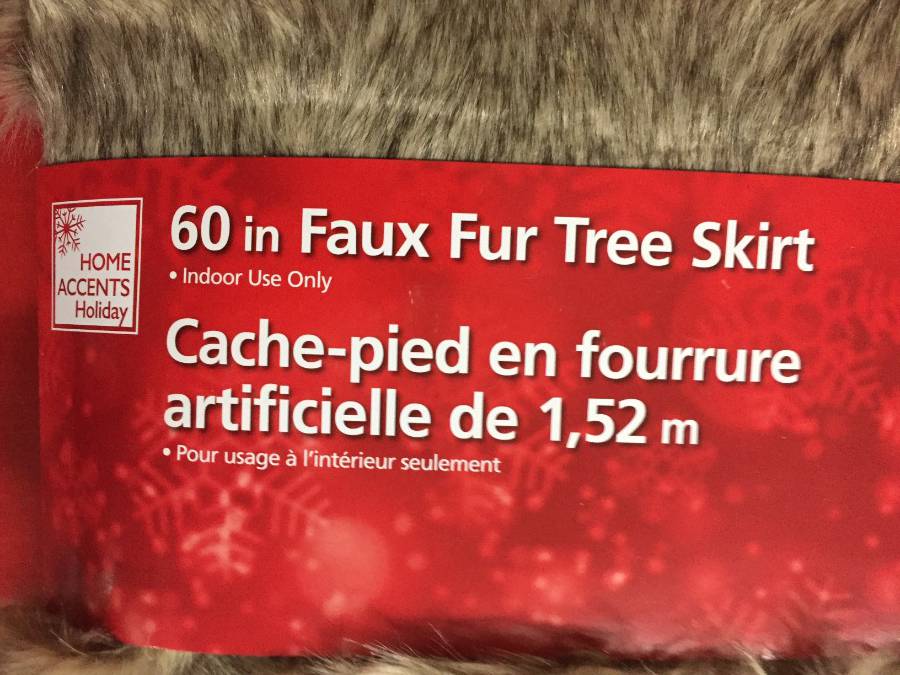 HOME
ACCENTS
Holiday
60 in Faux Fur Tree Skirt
• Indoor Use Only
Cache-pied en fourrure
artificielle de 1,52 m
• Pour usage à l'intérieur seulement